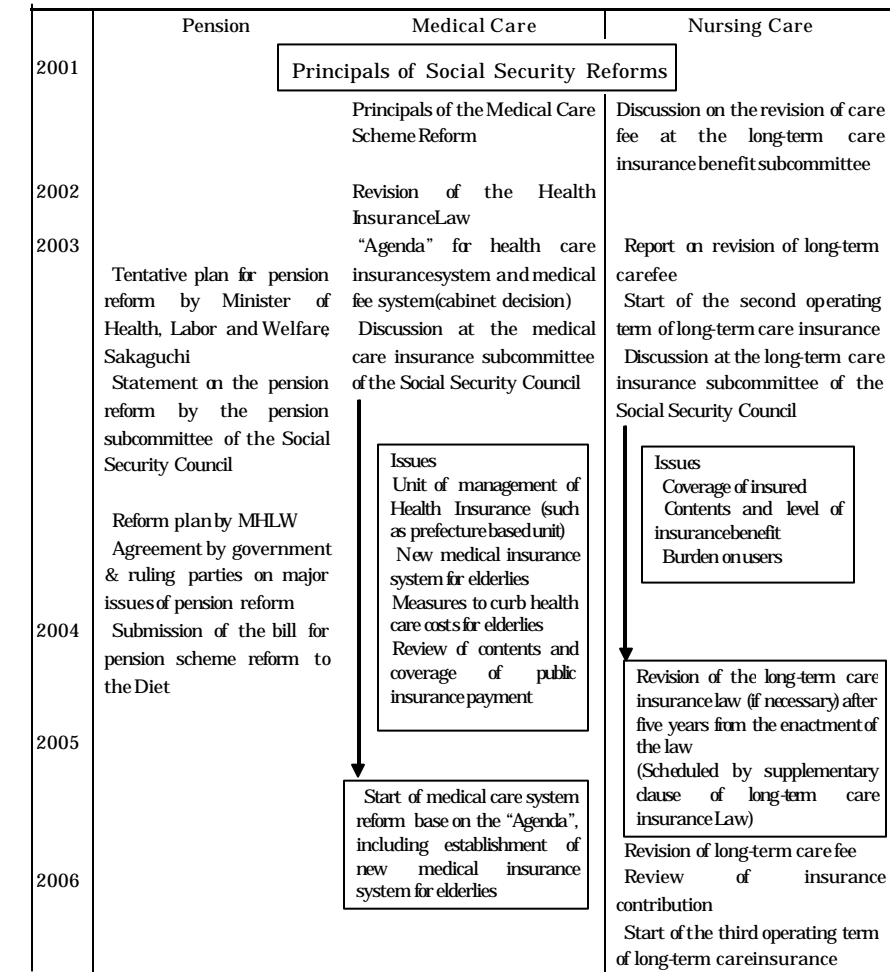 Pension
Medical Care
Nursing Care
2001
Principals of Social Security Reforms
Principals of the Medical Care
Scheme Reform
Discussion on the revision of care
fee at the long-term care
insurance benefit subcommittee
2002
Revision of the Health
Insurance Law
2003
Tentative plan for pension
reform by Minister of
Health, Labor and Welfare,
Sakaguchi
Statement on the pension
reform by the pension
subcommittee of the Social
Security Council
Reform plan by MHLW
Agreement by government
& ruling parties on major
issues of pension reform
2004
Submission of the bill for
pension scheme reform to
the Diet
“Agenda” for health care
insurance system and medical
fee system (cabinet decision)
Discussion at the medical
care insurance subcommittee
of the Social Security Council
Issues
Unit of management of
Health Insurance (such
as prefecture based unit)
New medical insurance
system for elderlies
Measures to curb health
care costs for elderlies
Review of contents and
coverage of public
insurance payment
Report on revision of long-term
care fee
Start of the second operating
term of long-term care insurance
Discussion at the long-term care
insurance subcommittee of the
Social Security Council
Issues
Coverage of insured
Contents and level of
insurance benefit
Burden on users
Revision of the long-term care
insurance law (if necessary) after
five years from the enactment of
the law
(Scheduled by supplementary
clause of long-term care
insurance Law)
2005
Start of medical care system
reform base on the “Agenda”,
including establishment of
new medical insurance
system for elderlies
Revision of long-term care fee
2006
Review of insurance
contribution
Start of the third operating term
of long-term care insurance